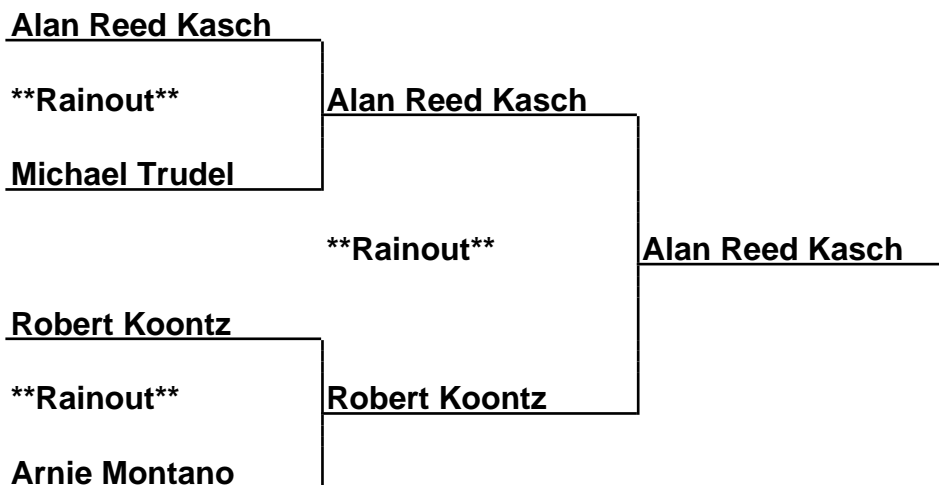 Alan Reed Kasch
**Rainout**
Alan Reed Kasch
Michael Trudel
**Rainout**
Alan Reed Kasch
Robert Koontz
**Rainout**
Robert Koontz
Arnie Montano